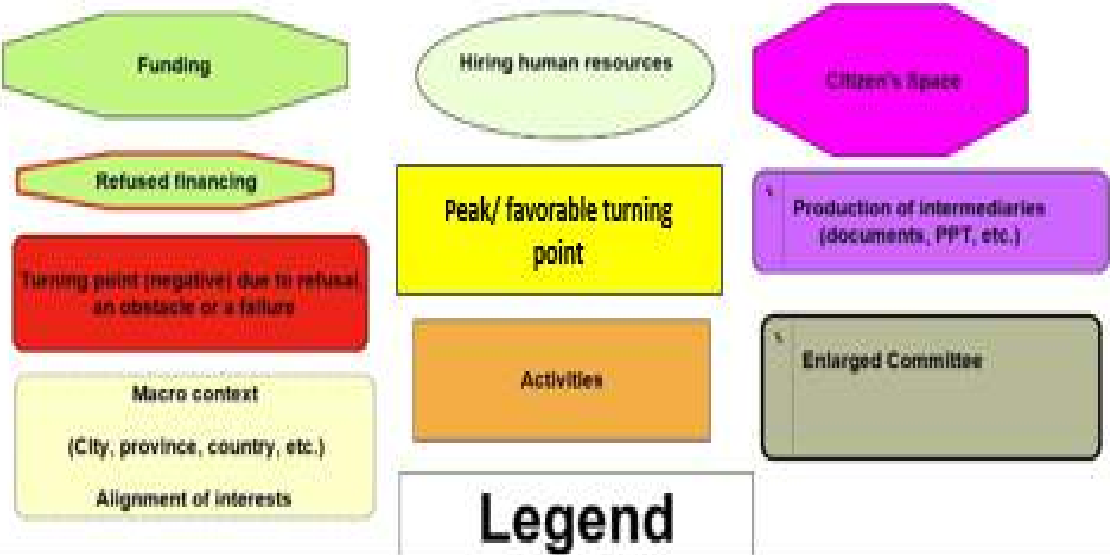 Funding
Hiring human resources
Citizen's Space
Refused financing
Peak/ favorable turning
point
Production of intermediaries
(documents, PPT, etc.)
Turning point (negative) due to refusal,
an obstacle or a failure
Activities
Enlarged Committee
Macro context
(City, province, country, etc.)
Alignment of interests
Legend